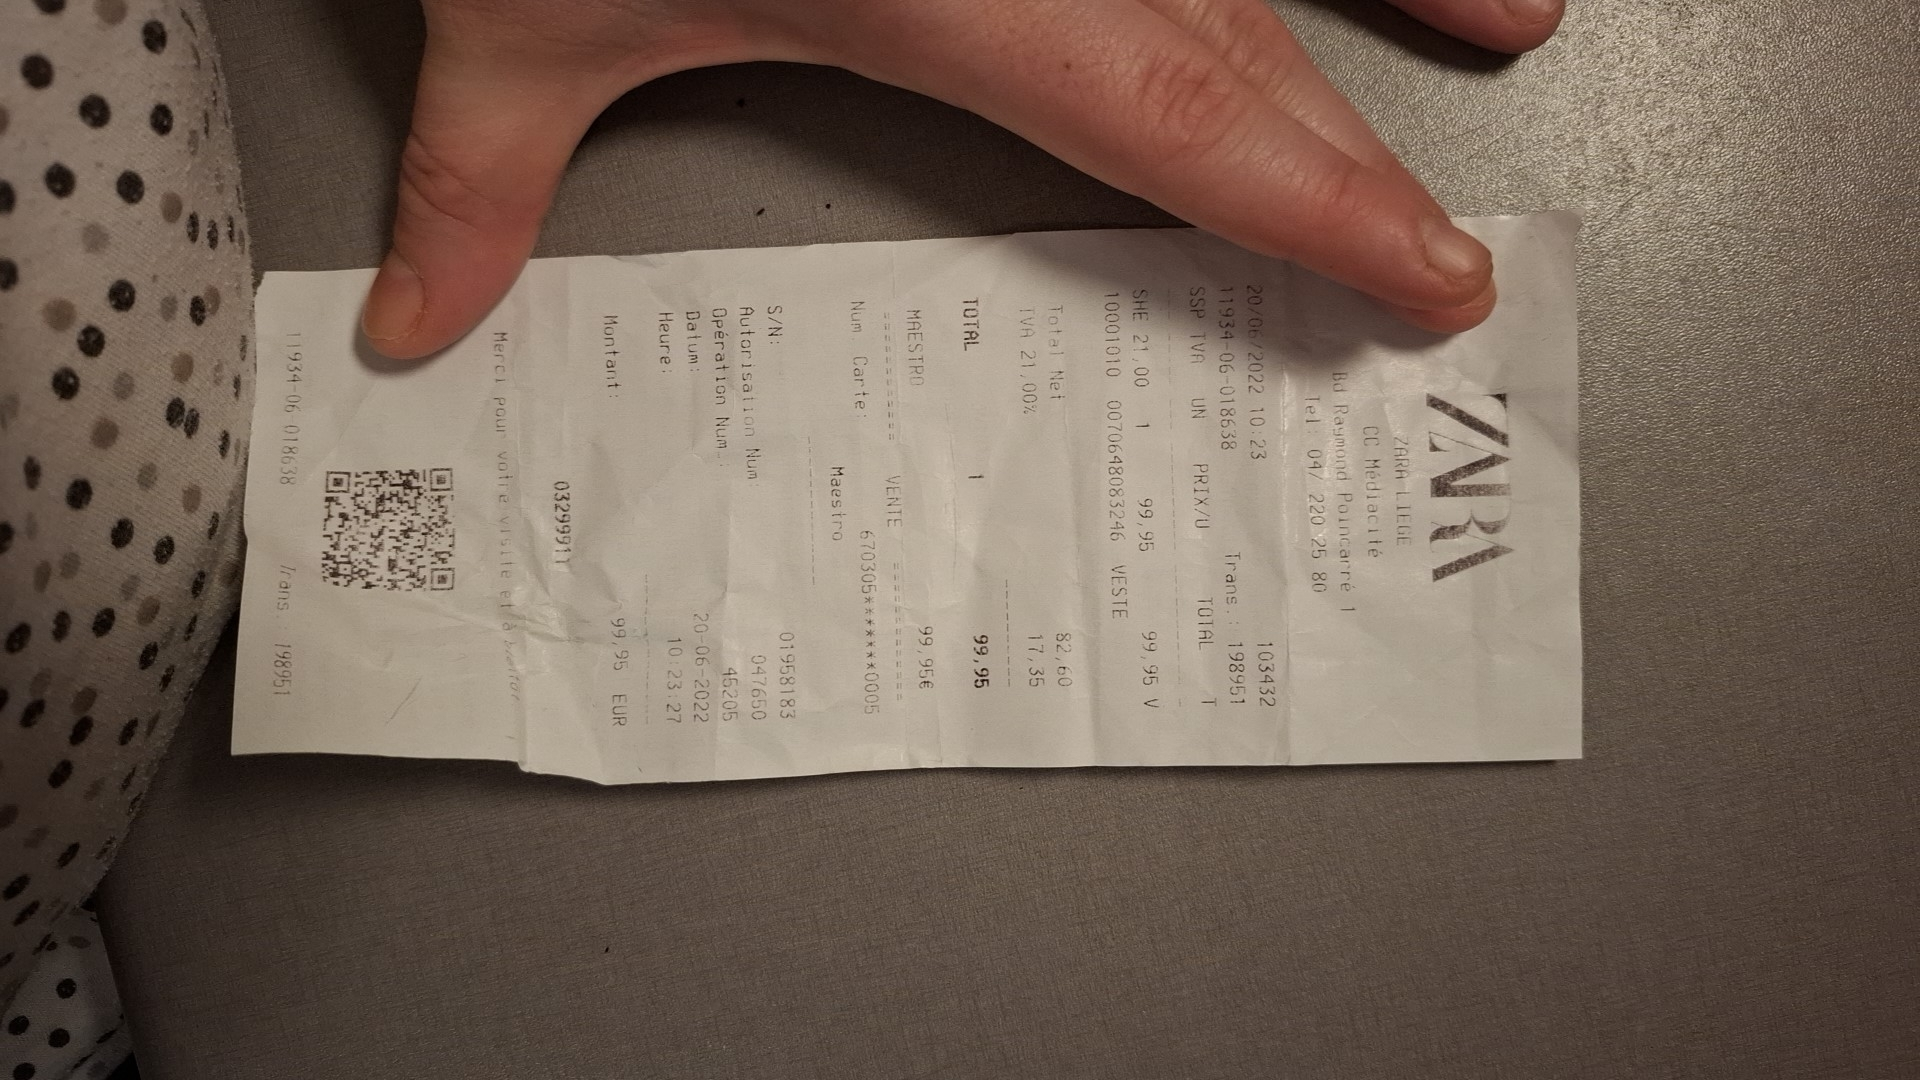 ZARA
ZARA LIEGE
CC Médiacité
Bd Raymond Poincarré 1
Tel: 04/ 220 25 80
20/06/2022 10:23 103432
11934-06-018638 Trans.: 198951
SSP TVA UN PRIX/U TOTAL T
SHE 21,00 1 99,95 99,95 V
10001010 0070648083246 VESTE
Total Net 82,60
TVA 21,00% 17,35
TOTAL 1 99,95
MAESTRO 99,95€
=========== VENTE ===========
Num. Carte: 670305*********0005
Maestro
S/N: 01958183
Autorisation Num: 047650
Opération Num.: 45205
Datum: 20-06-2022
Heure: 10:23:27
Montant: 99,95 EUR
03299911
Merci pour votre visite et à
11934-06 018638 Trans.: 198951